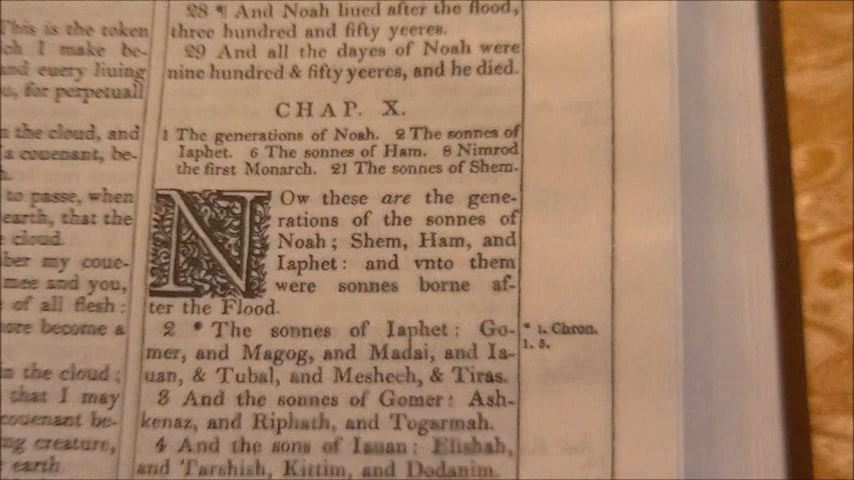 This is the token
I make be-
and euery liuing
for perpetuall
the cloud, and
a couenant, be-
to passe, when
earth, that the
cloud.
my coue-
mee and you,
of all flesh :
more become a
in the cloud ;
that I may
couenant be-
creature,
earth.
28 ¶ And Noah liued after the flood,
three hundred and fifty yeeres.
29 And all the dayes of Noah were
nine hundred & fifty yeeres, and he died.
CHAP. X.
1 The generations of Noah. 2 The sonnes of
Iaphet. 6 The sonnes of Ham. 8 Nimrod
the first Monarch. 21 The sonnes of Shem.
NOw these are the gene-
rations of the sonnes of
Noah ; Shem, Ham, and
Iaphet : and vnto them
were sonnes borne af-
ter the Flood.
2 * The sonnes of Iaphet : Go-
mer, and Magog, and Madai, and Ia-
uan, & Tubal, and Meshech, & Tiras.
3 And the sonnes of Gomer : Ash-
kenaz, and Riphath, and Togarmah.
4 And the sons of Iauan : Elishah,
and Tarshish, Kittim, and Dodanim.
* 1. Chron.
1. 5.